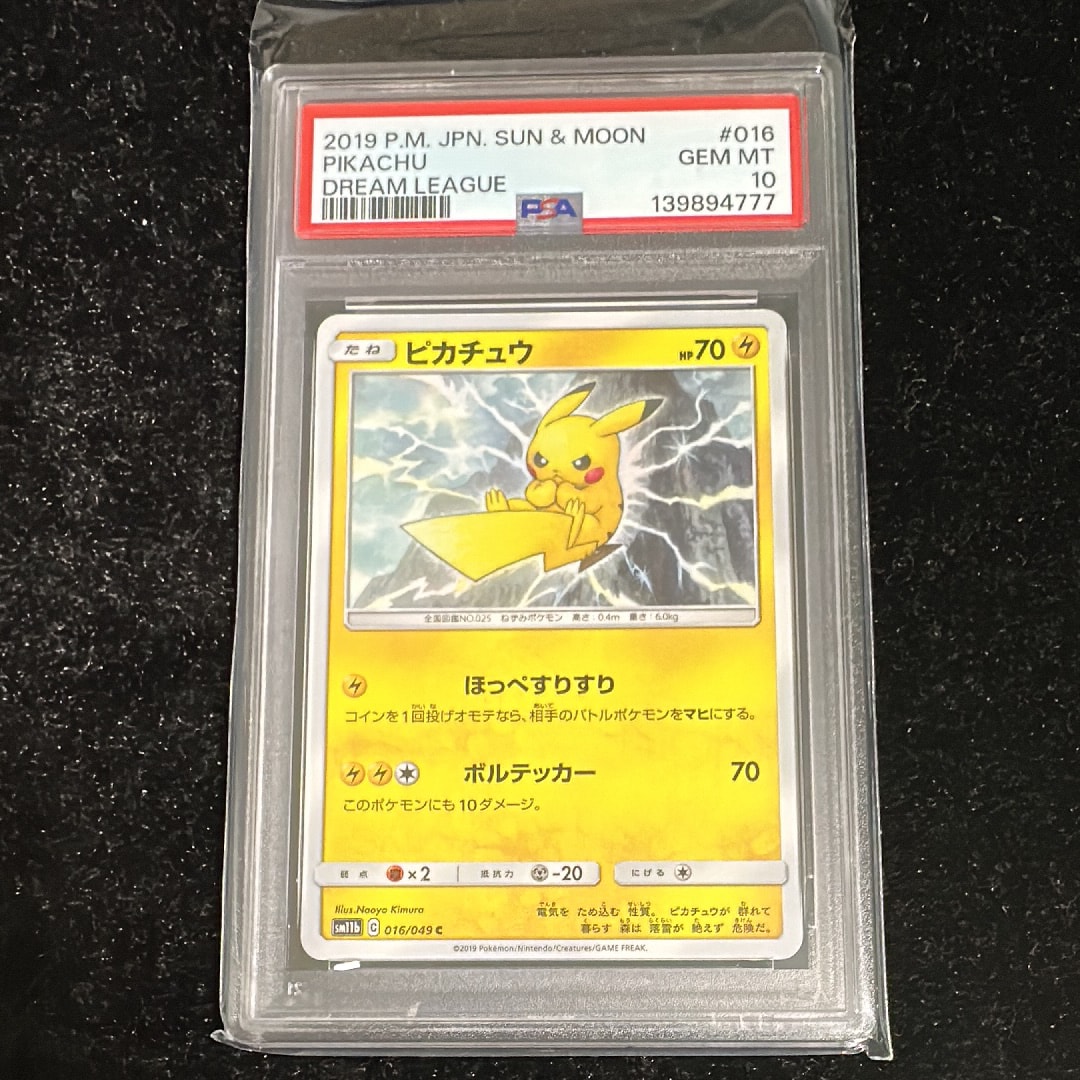 2019 P.M. JPN. SUN & MOON #016
PIKACHU GEM MT
DREAM LEAGUE 10
PSA 139894777
たね ピカチュウ HP70
全国図鑑NO.025 ねずみポケモン 高さ:0.4m 重さ:6.0kg
ほっぺすりすり
コインを1回投げオモテなら、相手のバトルポケモンをマヒにする。
ボルテッカー 70
このポケモンにも10ダメージ。
弱点 ×2 抵抗力 -20 にげる
Illus.Naoyo Kimura
電気を ため込む 性質。 ピカチュウが 群れて
暮らす 森は 落雷が 絶えず 危険だ。
sm11b C 016/049 C
©2019 Pokémon/Nintendo/Creatures/GAME FREAK.